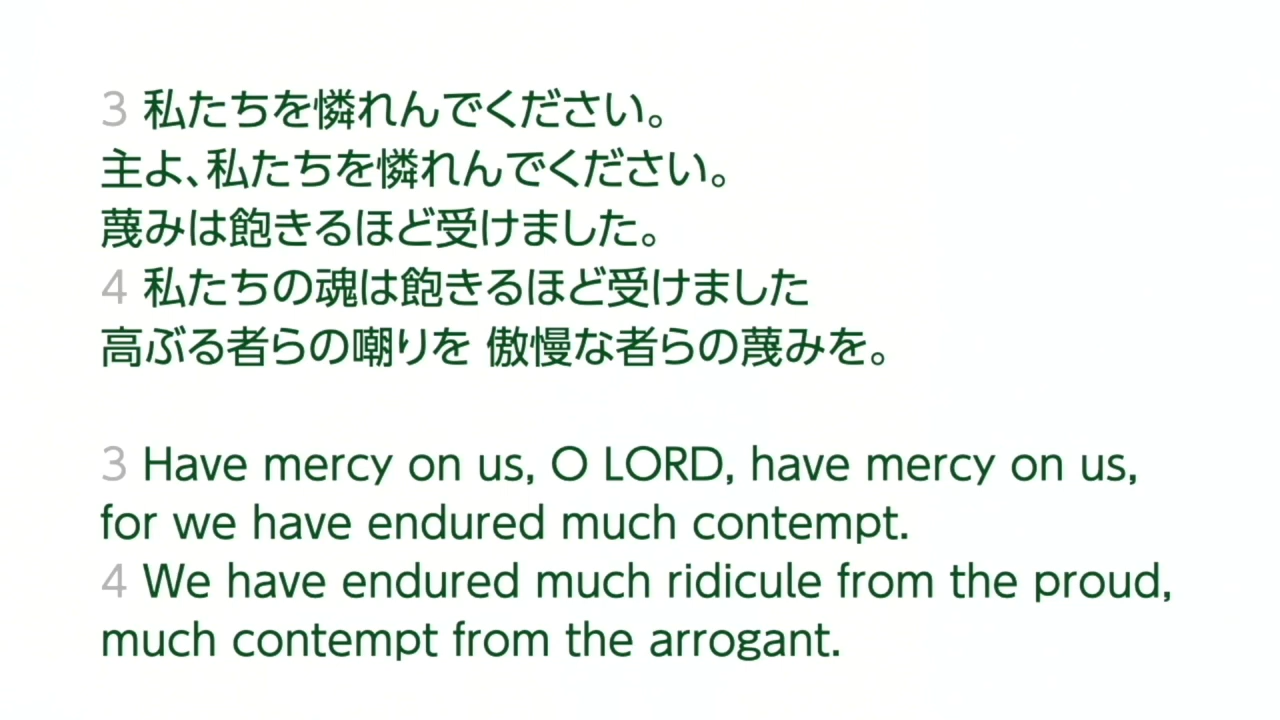 3 私たちを憐れんでください。
主よ、私たちを憐れんでください。
蔑みは飽きるほど受けました。
4 私たちの魂は飽きるほど受けました
高ぶる者らの嘲りを 傲慢な者らの蔑みを。
3 Have mercy on us, O LORD, have mercy on us,
for we have endured much contempt.
4 We have endured much ridicule from the proud,
much contempt from the arrogant.